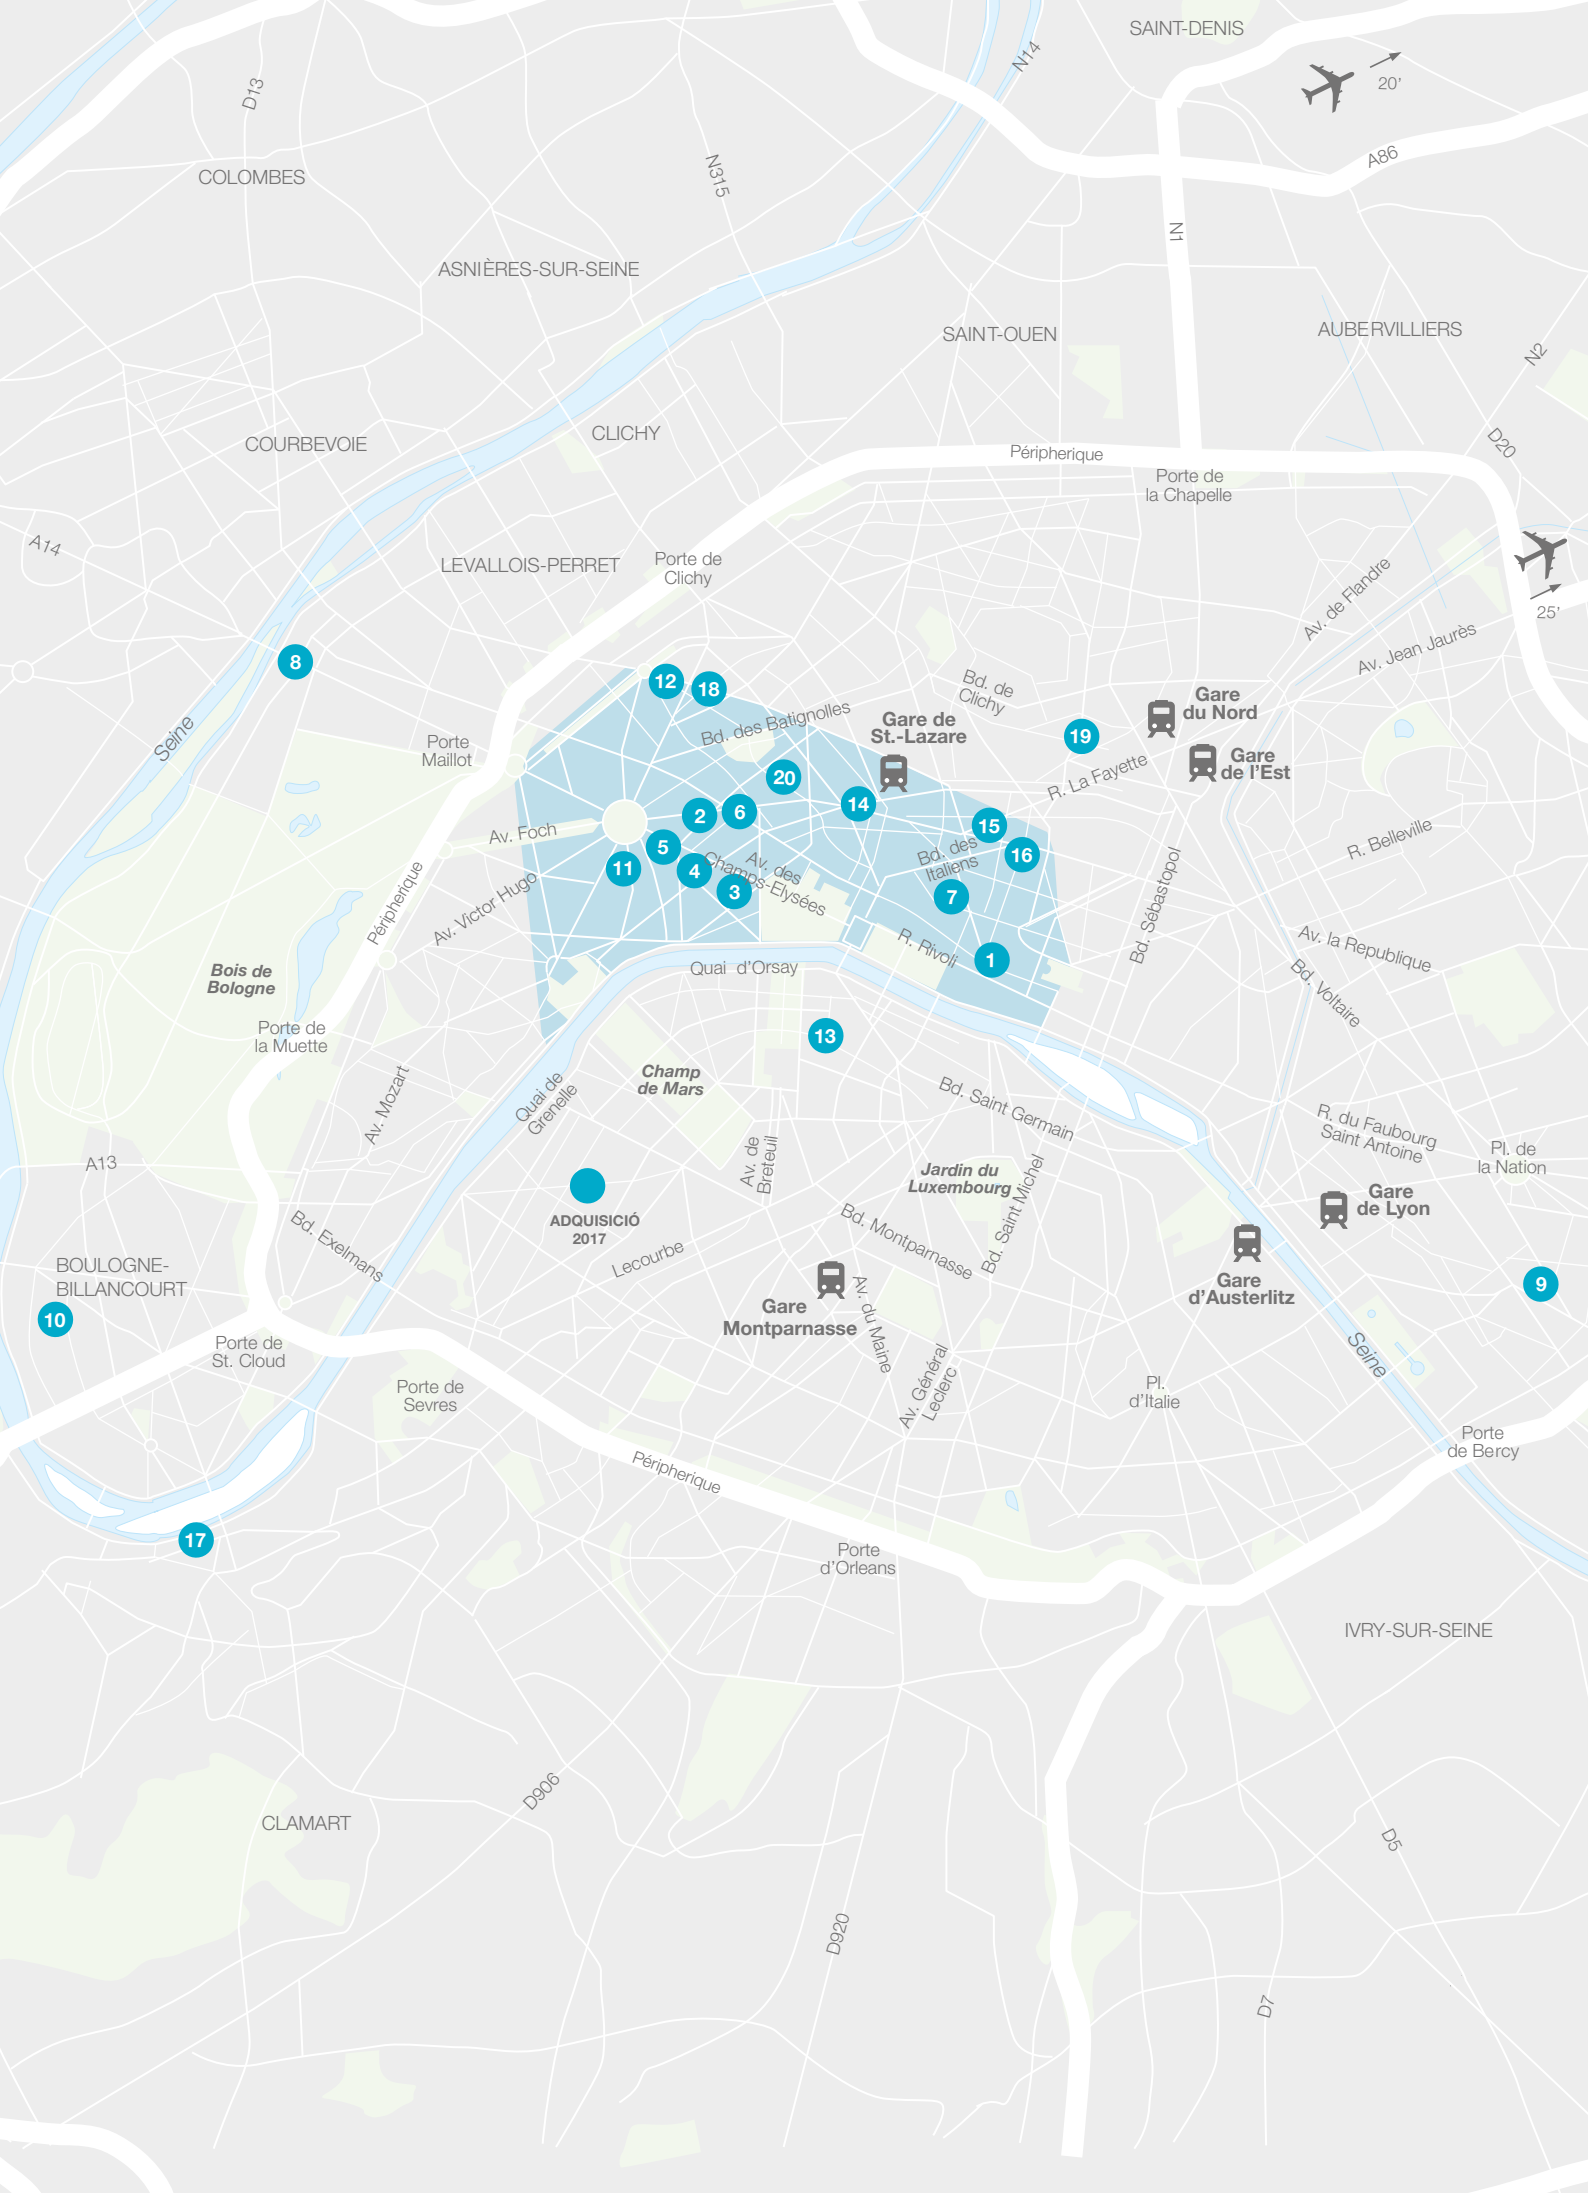 SAINT-DENIS
N14
20'
D13
A86
COLOMBES
N315
N1
ASNIÈRES-SUR-SEINE
SAINT-OUEN
AUBERVILLIERS
N2
COURBEVOIE
CLICHY
D20
Péripherique
Porte de
la Chapelle
A14
LEVALLOIS-PERRET
Porte de
Clichy
Av. de Flandre
25'
Av. Jean Jaurès
8
12
18
Bd. de
Clichy
Gare
du Nord
Seine
Bd. des Batignolles
Gare de
St.-Lazare
19
Porte
Maillot
Gare
de l'Est
20
R. La Fayette
14
2
6
15
Av. Foch
R. Belleville
5
Bd. des
Italiens
16
11
4
Av. des
Champs-Elysées
3
7
Péripherique
Av. Victor Hugo
Bd. Sébastopol
R. Rivoli
1
Av. la Republique
Quai d'Orsay
Bois de
Bologne
Bd. Voltaire
Porte de
la Muette
13
Champ
de Mars
Av. Mozart
Quai de
Grenelle
Bd. Saint Germain
R. du Faubourg
Saint Antoine
Pl. de
la Nation
A13
Av. de
Breteuil
Jardin du
Luxembourg
Bd. Saint Michel
ADQUISICIÓ
2017
Gare
de Lyon
Bd. Exelmans
Lecourbe
Bd. Montparnasse
BOULOGNE-
BILLANCOURT
Gare
d'Austerlitz
9
10
Gare
Montparnasse
Av. du Maine
Porte de
St. Cloud
Seine
Porte de
Sevres
Av. Général
Leclerc
Pl.
d'Italie
Porte
de Bercy
Péripherique
17
Porte
d'Orleans
IVRY-SUR-SEINE
D906
CLAMART
D5
D920
D7